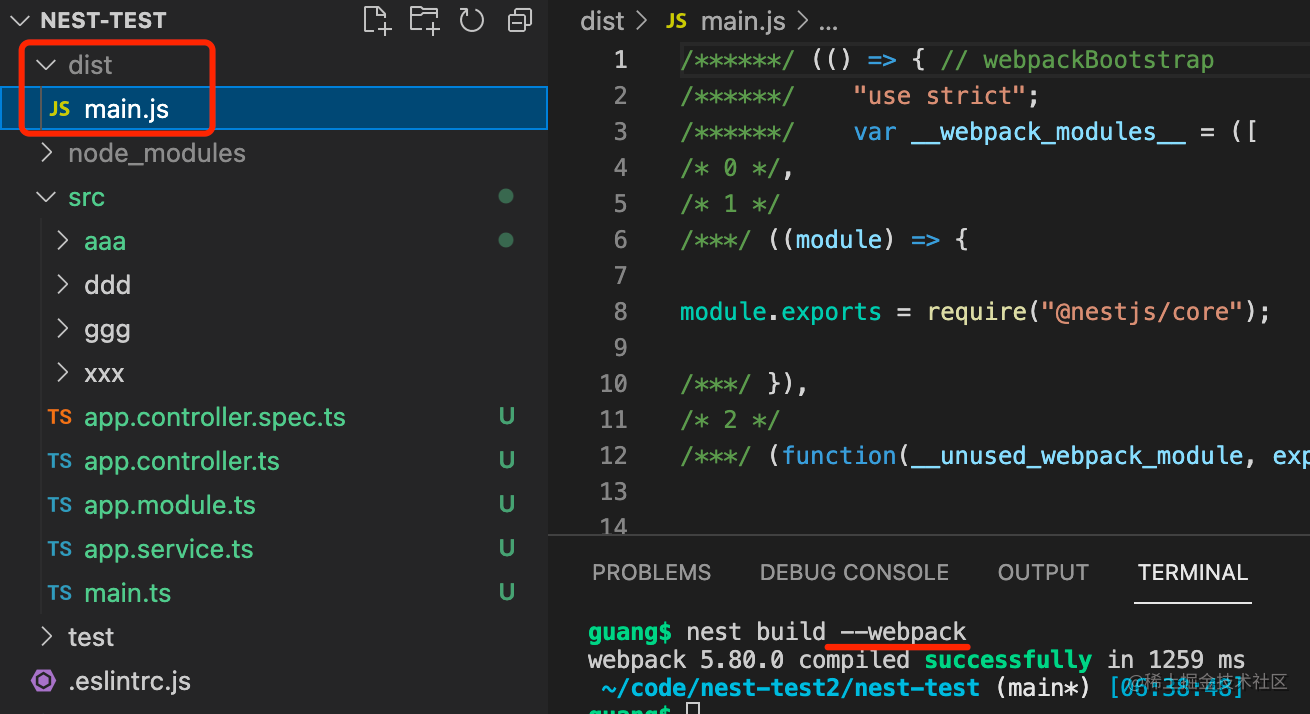 NEST-TEST
dist
JS main.js
node_modules
src
aaa
ddd
ggg
xxx
TS app.controller.spec.ts U
TS app.controller.ts U
TS app.module.ts U
TS app.service.ts U
TS main.ts U
test
.eslintrc.js
dist > JS main.js > ...
1 /******/ (() => { // webpackBootstrap
2 /******/ "use strict";
3 /******/ var __webpack_modules__ = ([
4 /* 0 */,
5 /* 1 */
6 /***/ ((module) => {
7
8 module.exports = require("@nestjs/core");
9
10 /***/ }),
11 /* 2 */
12 /***/ (function(__unused_webpack_module, exp
13
14
PROBLEMS DEBUG CONSOLE OUTPUT TERMINAL
guang$ nest build --webpack
webpack 5.80.0 compiled successfully in 1259 ms
~/code/nest-test2/nest-test (main*) [00:38:48]
@稀土掘金技术社区
guang$